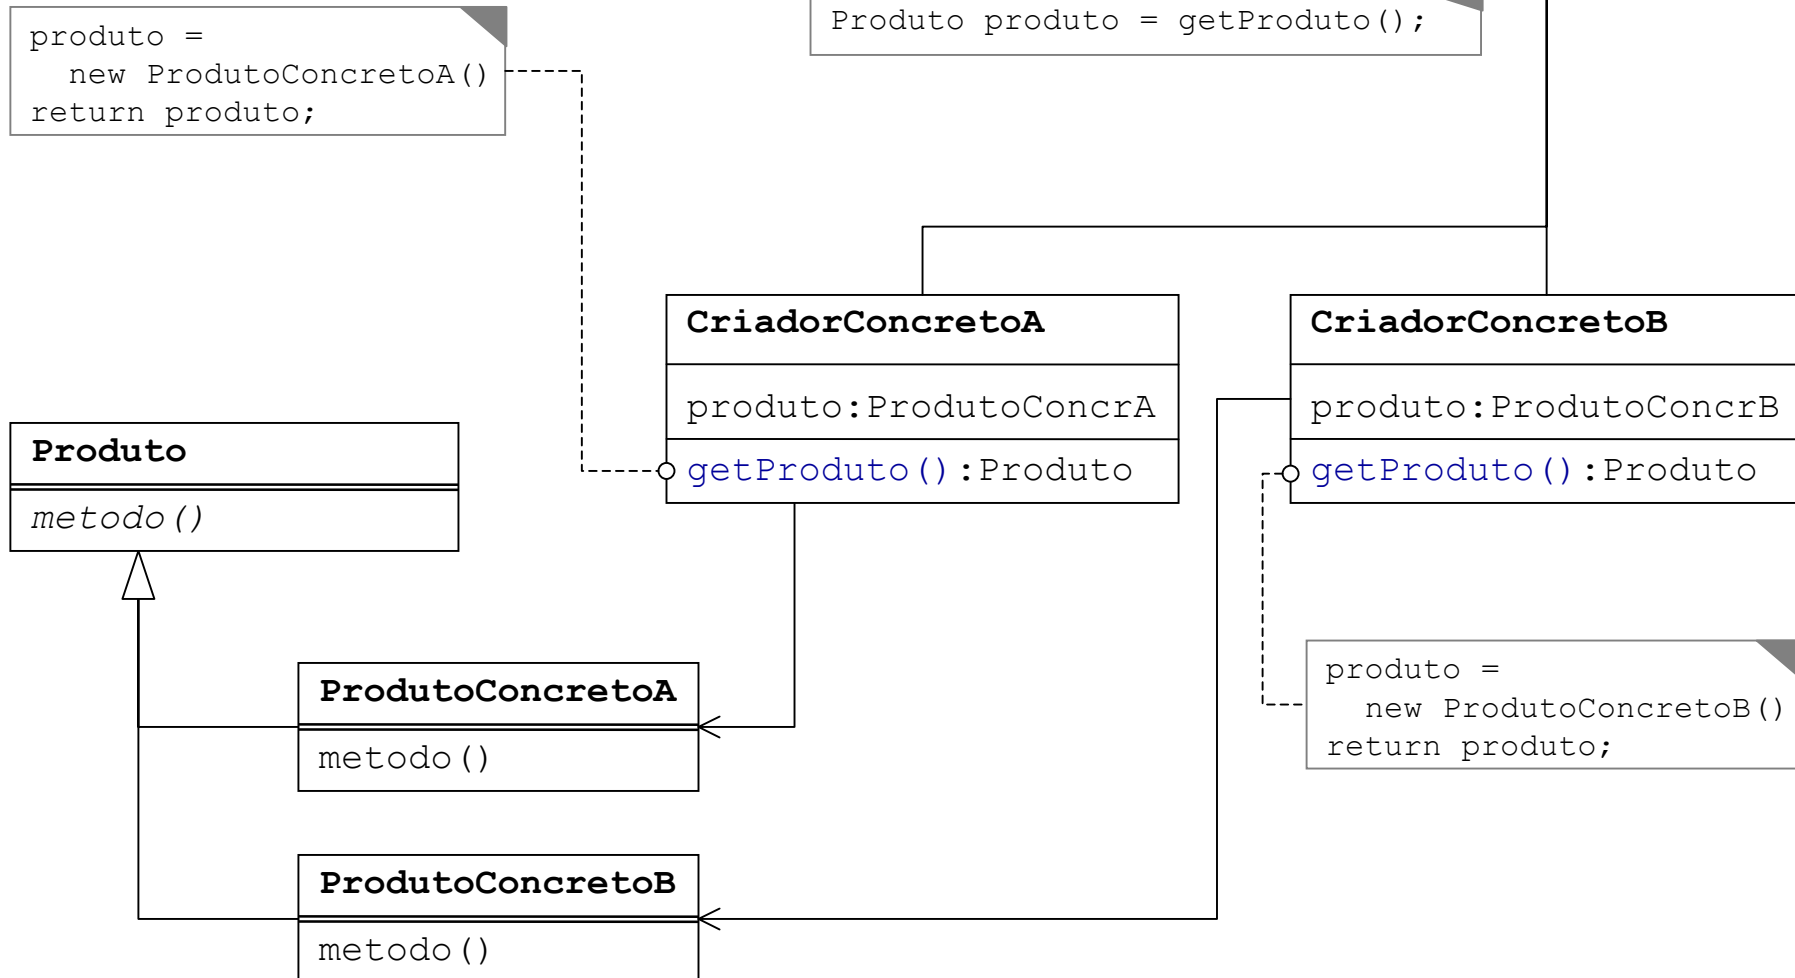 produto =
new ProdutoConcretoA()
return produto;
Produto produto = getProduto();
CriadorConcretoA
produto:ProdutoConcrA
getProduto():Produto
CriadorConcretoB
produto:ProdutoConcrB
getProduto():Produto
Produto
metodo()
ProdutoConcretoA
metodo()
produto =
new ProdutoConcretoB()
return produto;
ProdutoConcretoB
metodo()